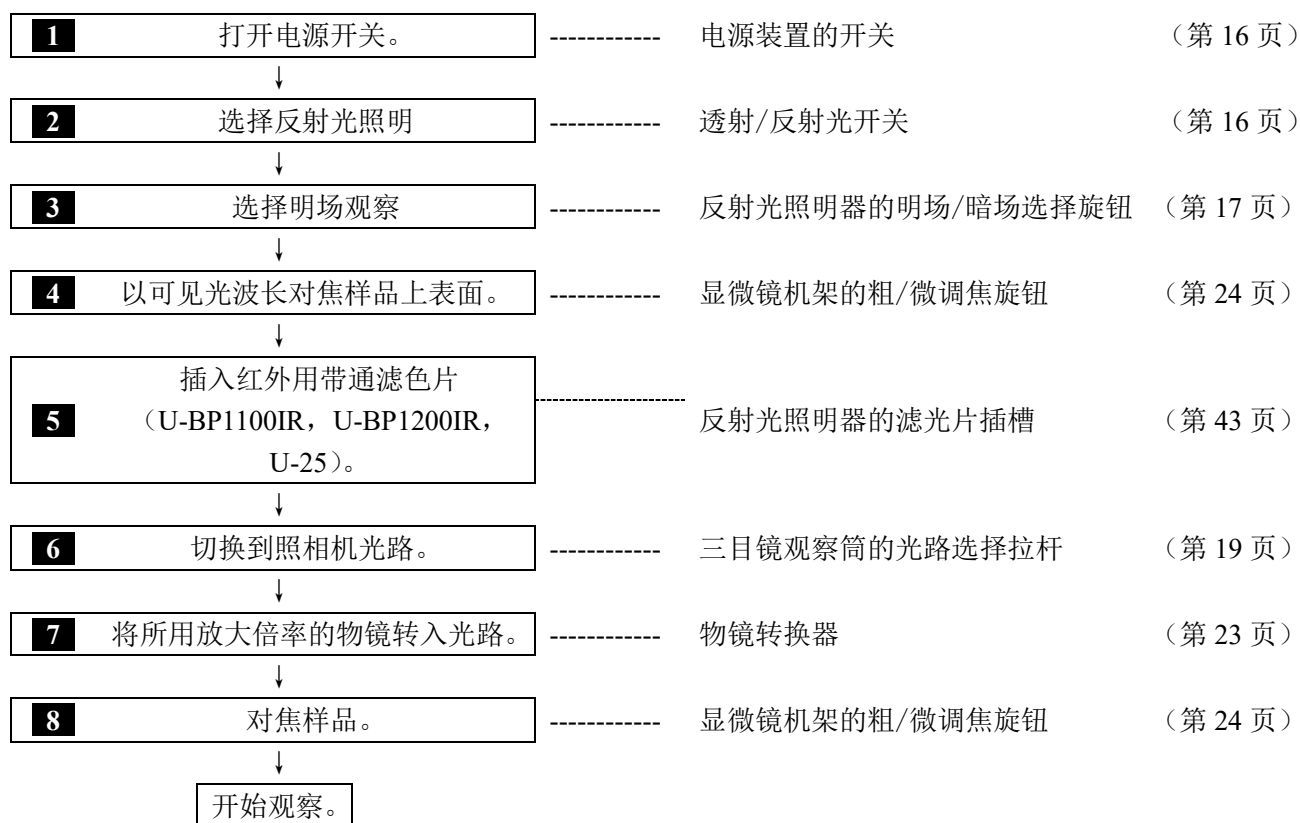 1 打开电源开关。 ------------ 电源装置的开关 （第 16 页）
↓
2 选择反射光照明 ------------ 透射/反射光开关 （第 16 页）
↓
3 选择明场观察 ------------ 反射光照明器的明场/暗场选择旋钮 （第 17 页）
↓
4 以可见光波长对焦样品上表面。 ------------ 显微镜机架的粗/微调焦旋钮 （第 24 页）
↓
插入红外用带通滤色片
5 （U-BP1100IR，U-BP1200IR， ------------ 反射光照明器的滤光片插槽 （第 43 页）
U-25）。
↓
6 切换到照相机光路。 ------------ 三目镜观察筒的光路选择拉杆 （第 19 页）
↓
7 将所用放大倍率的物镜转入光路。 ------------ 物镜转换器 （第 23 页）
↓
8 对焦样品。 ------------ 显微镜机架的粗/微调焦旋钮 （第 24 页）
↓
开始观察。